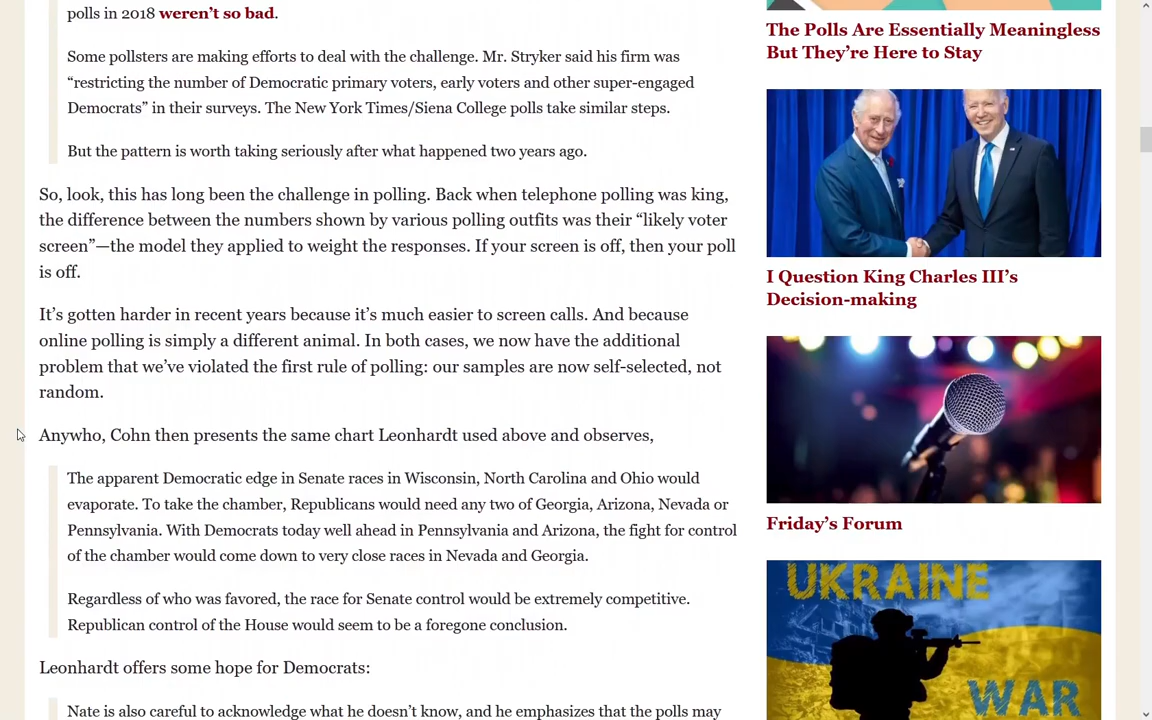 polls in 2018 weren’t so bad.
Some pollsters are making efforts to deal with the challenge. Mr. Stryker said his firm was
“restricting the number of Democratic primary voters, early voters and other super-engaged
Democrats” in their surveys. The New York Times/Siena College polls take similar steps.
But the pattern is worth taking seriously after what happened two years ago.
So, look, this has long been the challenge in polling. Back when telephone polling was king,
the difference between the numbers shown by various polling outfits was their “likely voter
screen”—the model they applied to weight the responses. If your screen is off, then your poll
is off.
It’s gotten harder in recent years because it’s much easier to screen calls. And because
online polling is simply a different animal. In both cases, we now have the additional
problem that we’ve violated the first rule of polling: our samples are now self-selected, not
random.
Anywho, Cohn then presents the same chart Leonhardt used above and observes,
The apparent Democratic edge in Senate races in Wisconsin, North Carolina and Ohio would
evaporate. To take the chamber, Republicans would need any two of Georgia, Arizona, Nevada or
Pennsylvania. With Democrats today well ahead in Pennsylvania and Arizona, the fight for control
of the chamber would come down to very close races in Nevada and Georgia.
Regardless of who was favored, the race for Senate control would be extremely competitive.
Republican control of the House would seem to be a foregone conclusion.
Leonhardt offers some hope for Democrats:
Nate is also careful to acknowledge what he doesn’t know, and he emphasizes that the polls may
The Polls Are Essentially Meaningless
But They’re Here to Stay
I Question King Charles III’s
Decision-making
Friday’s Forum
UKRAINE
WAR